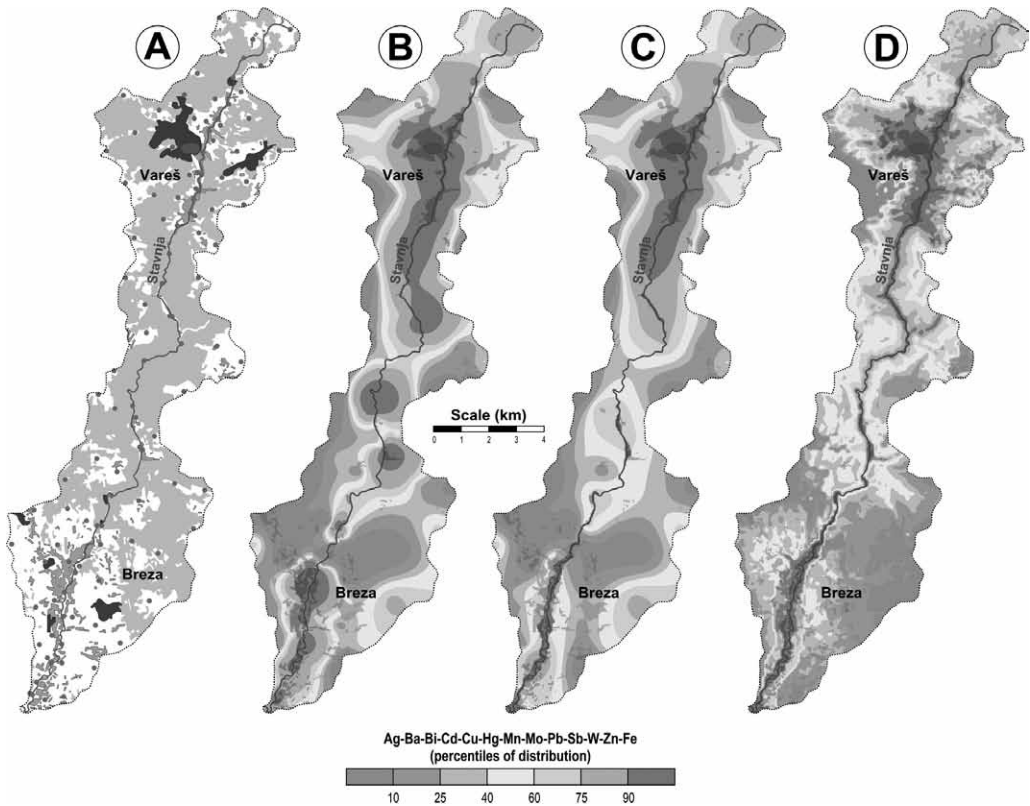 A
B
C
D
Vareš
Vareš
Vareš
Vareš
Stavnja
Stavnja
Stavnja
Stavnja
Scale (km)
0 1 2 3 4
Breza
Breza
Breza
Breza
Ag-Ba-Bi-Cd-Cu-Hg-Mn-Mo-Pb-Sb-W-Zn-Fe
(percentiles of distribution)
10 25 40 60 75 90